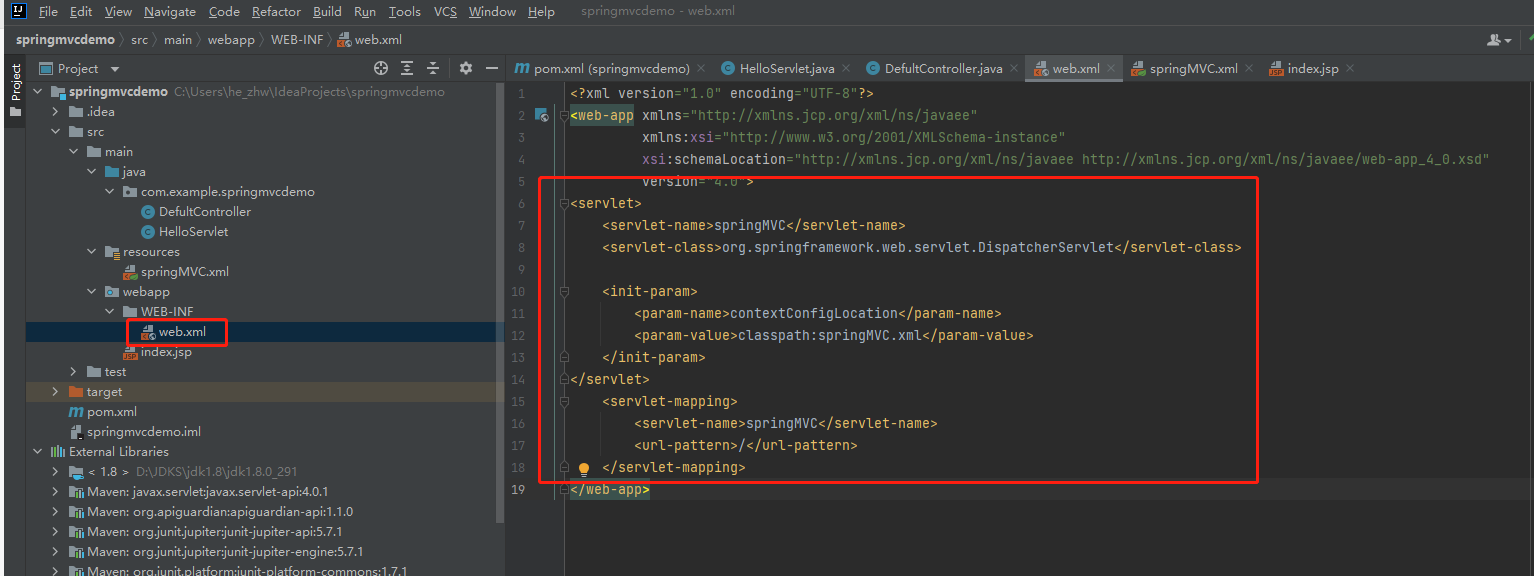 File Edit View Navigate Code Refactor Build Run Tools VCS Window Help springmvcdemo - web.xml
springmvcdemo src main webapp WEB-INF web.xml
Project
Project
pom.xml (springmvcdemo) HelloServlet.java DefultController.java web.xml springMVC.xml index.jsp
springmvcdemo C:\Users\he_zhw\IdeaProjects\springmvcdemo
.idea
src
main
java
com.example.springmvcdemo
DefultController
HelloServlet
resources
springMVC.xml
webapp
WEB-INF
web.xml
index.jsp
test
target
pom.xml
springmvcdemo.iml
External Libraries
< 1.8 > D:\JDKS\jdk1.8\jdk1.8.0_291
Maven: javax.servlet:javax.servlet-api:4.0.1
Maven: org.apiguardian:apiguardian-api:1.1.0
Maven: org.junit.jupiter:junit-jupiter-api:5.7.1
Maven: org.junit.jupiter:junit-jupiter-engine:5.7.1
Maven: org.junit.platform:junit-platform-commons:1.7.1
1 <?xml version="1.0" encoding="UTF-8"?>
2 <web-app xmlns="http://xmlns.jcp.org/xml/ns/javaee"
3 xmlns:xsi="http://www.w3.org/2001/XMLSchema-instance"
4 xsi:schemaLocation="http://xmlns.jcp.org/xml/ns/javaee http://xmlns.jcp.org/xml/ns/javaee/web-app_4_0.xsd"
5 version="4.0">
6 <servlet>
7 <servlet-name>springMVC</servlet-name>
8 <servlet-class>org.springframework.web.servlet.DispatcherServlet</servlet-class>
9
10 <init-param>
11 <param-name>contextConfigLocation</param-name>
12 <param-value>classpath:springMVC.xml</param-value>
13 </init-param>
14 </servlet>
15 <servlet-mapping>
16 <servlet-name>springMVC</servlet-name>
17 <url-pattern>/</url-pattern>
18 </servlet-mapping>
19 </web-app>